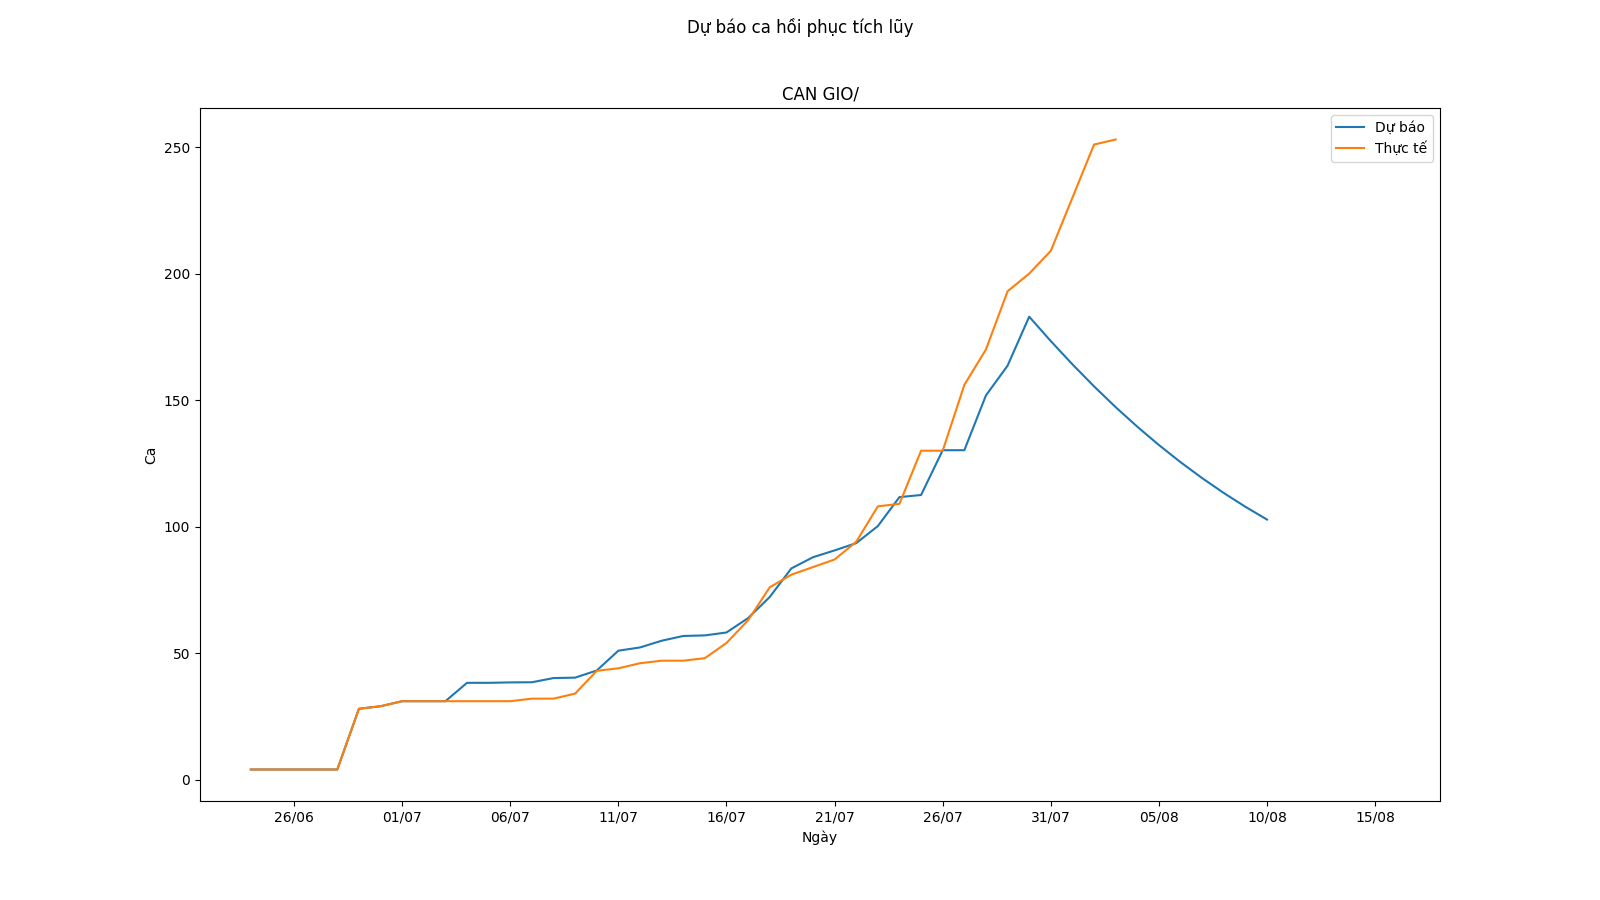 Dự báo ca hồi phục tích lũy
CAN GIO/
Dự báo
Thực tế
250
200
150
100
50
0
Ca
26/06
01/07
06/07
11/07
16/07
21/07
26/07
31/07
05/08
10/08
15/08
Ngày